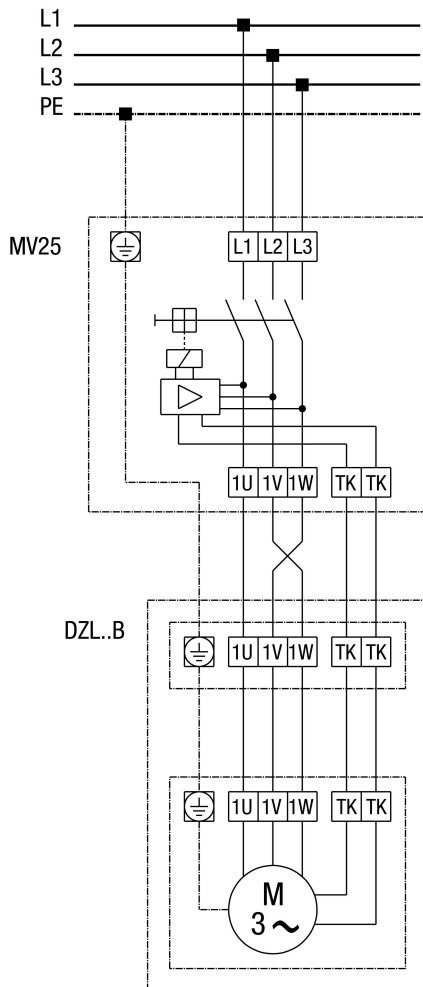 L1
L2
L3
PE
MV25
L1 L2 L3
1U 1V 1W TK TK
DZL..B
1U 1V 1W TK TK
1U 1V 1W TK TK
M
3 ~